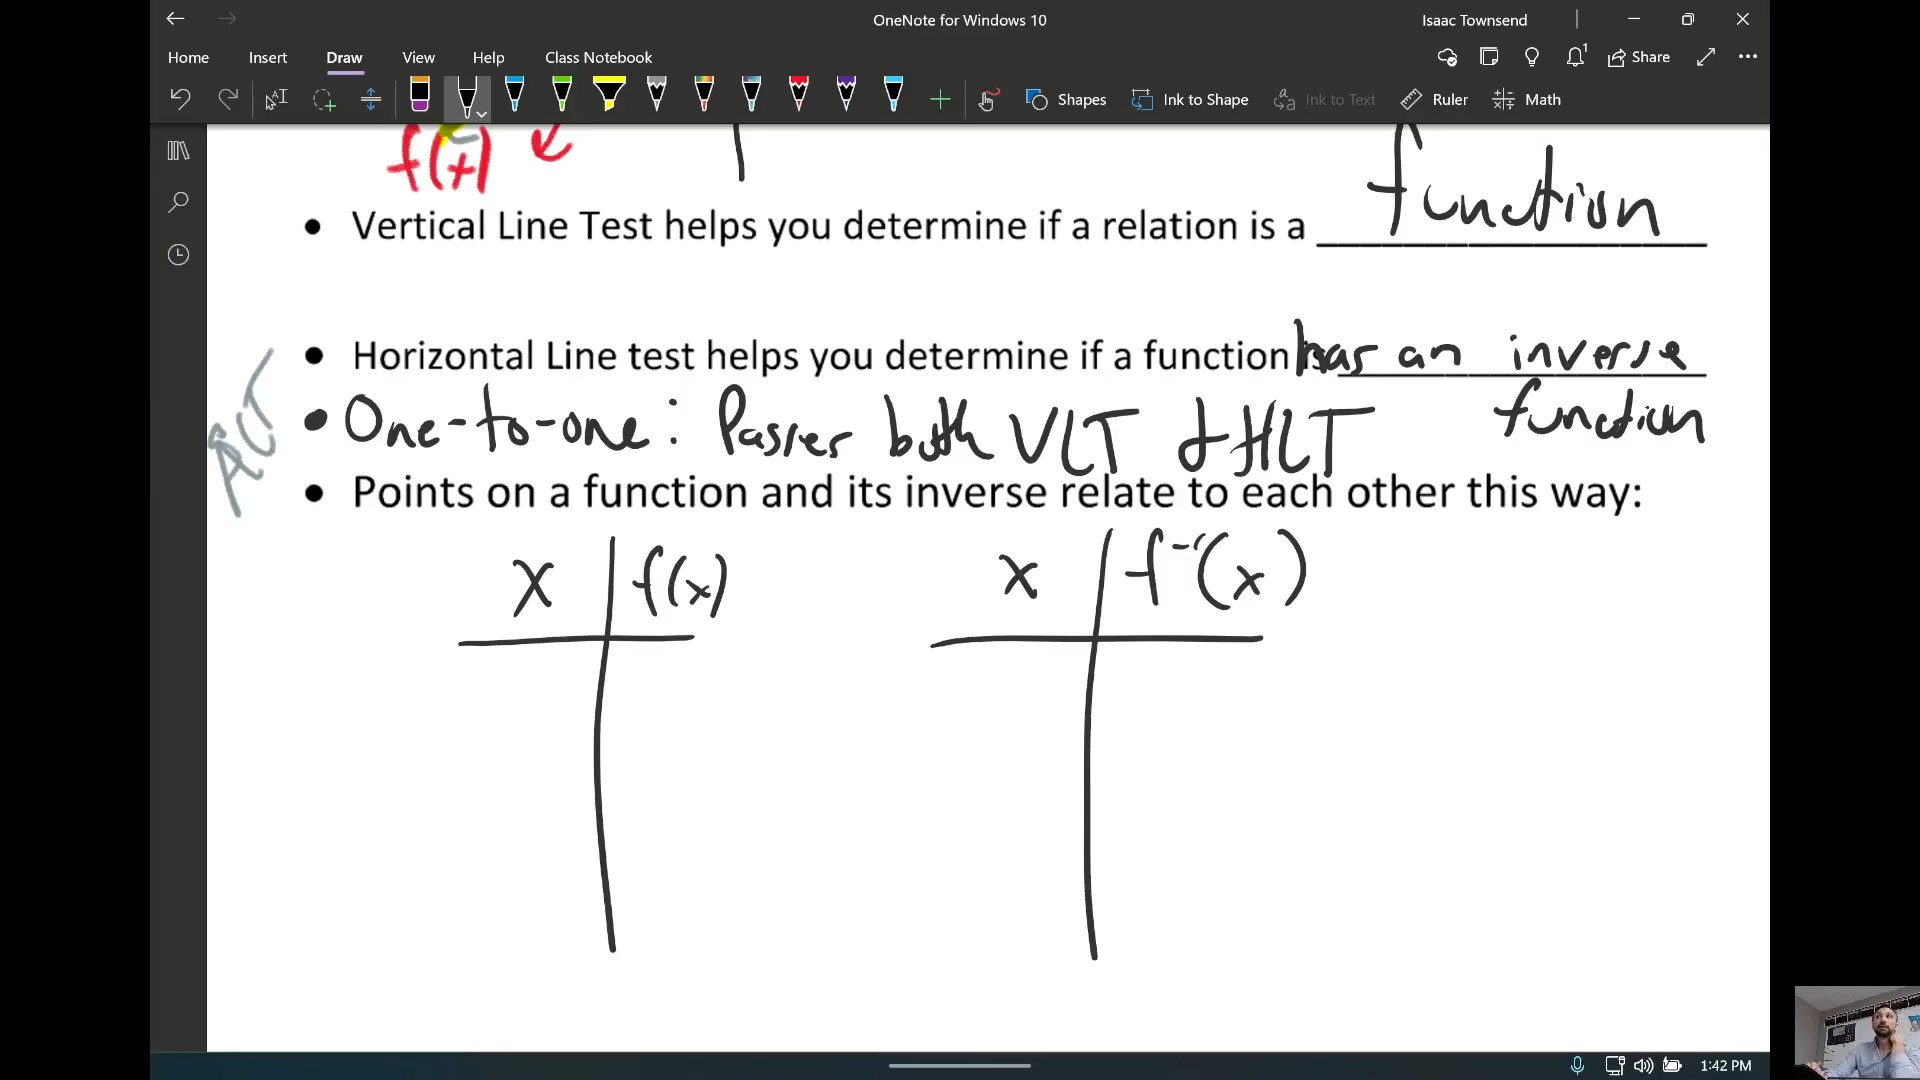 OneNote for Windows 10
Isaac Townsend
Home Insert Draw View Help Class Notebook
1
Share
Shapes Ink to Shape Ink to Text Ruler Math
f(x)
function
• Vertical Line Test helps you determine if a relation is a
• Horizontal Line test helps you determine if a function is has an inverse
function
ACT
• One-to-one: Passes both VLT & HLT
• Points on a function and its inverse relate to each other this way:
x f(x)
x f⁻¹(x)
1:42 PM